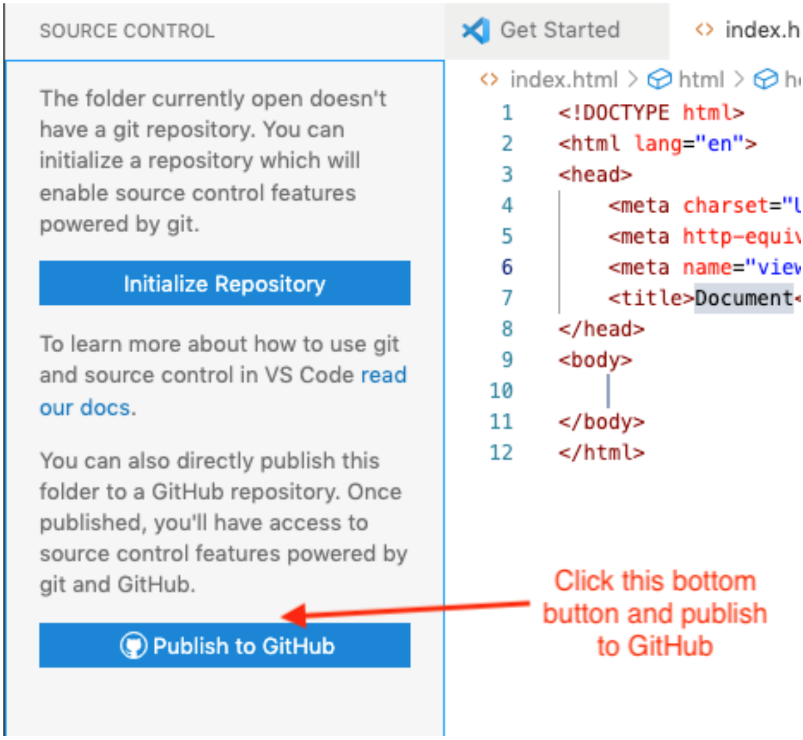 SOURCE CONTROL
The folder currently open doesn't
have a git repository. You can
initialize a repository which will
enable source control features
powered by git.
Initialize Repository
To learn more about how to use git
and source control in VS Code read
our docs.
You can also directly publish this
folder to a GitHub repository. Once
published, you'll have access to
source control features powered by
git and GitHub.
Publish to GitHub
Get Started
<> index.h
<> index.html > html > he
1 <!DOCTYPE html>
2 <html lang="en">
3 <head>
4 <meta charset="U
5 <meta http-equiv
6 <meta name="view
7 <title>Document<
8 </head>
9 <body>
10
11 </body>
12 </html>
Click this bottom
button and publish
to GitHub